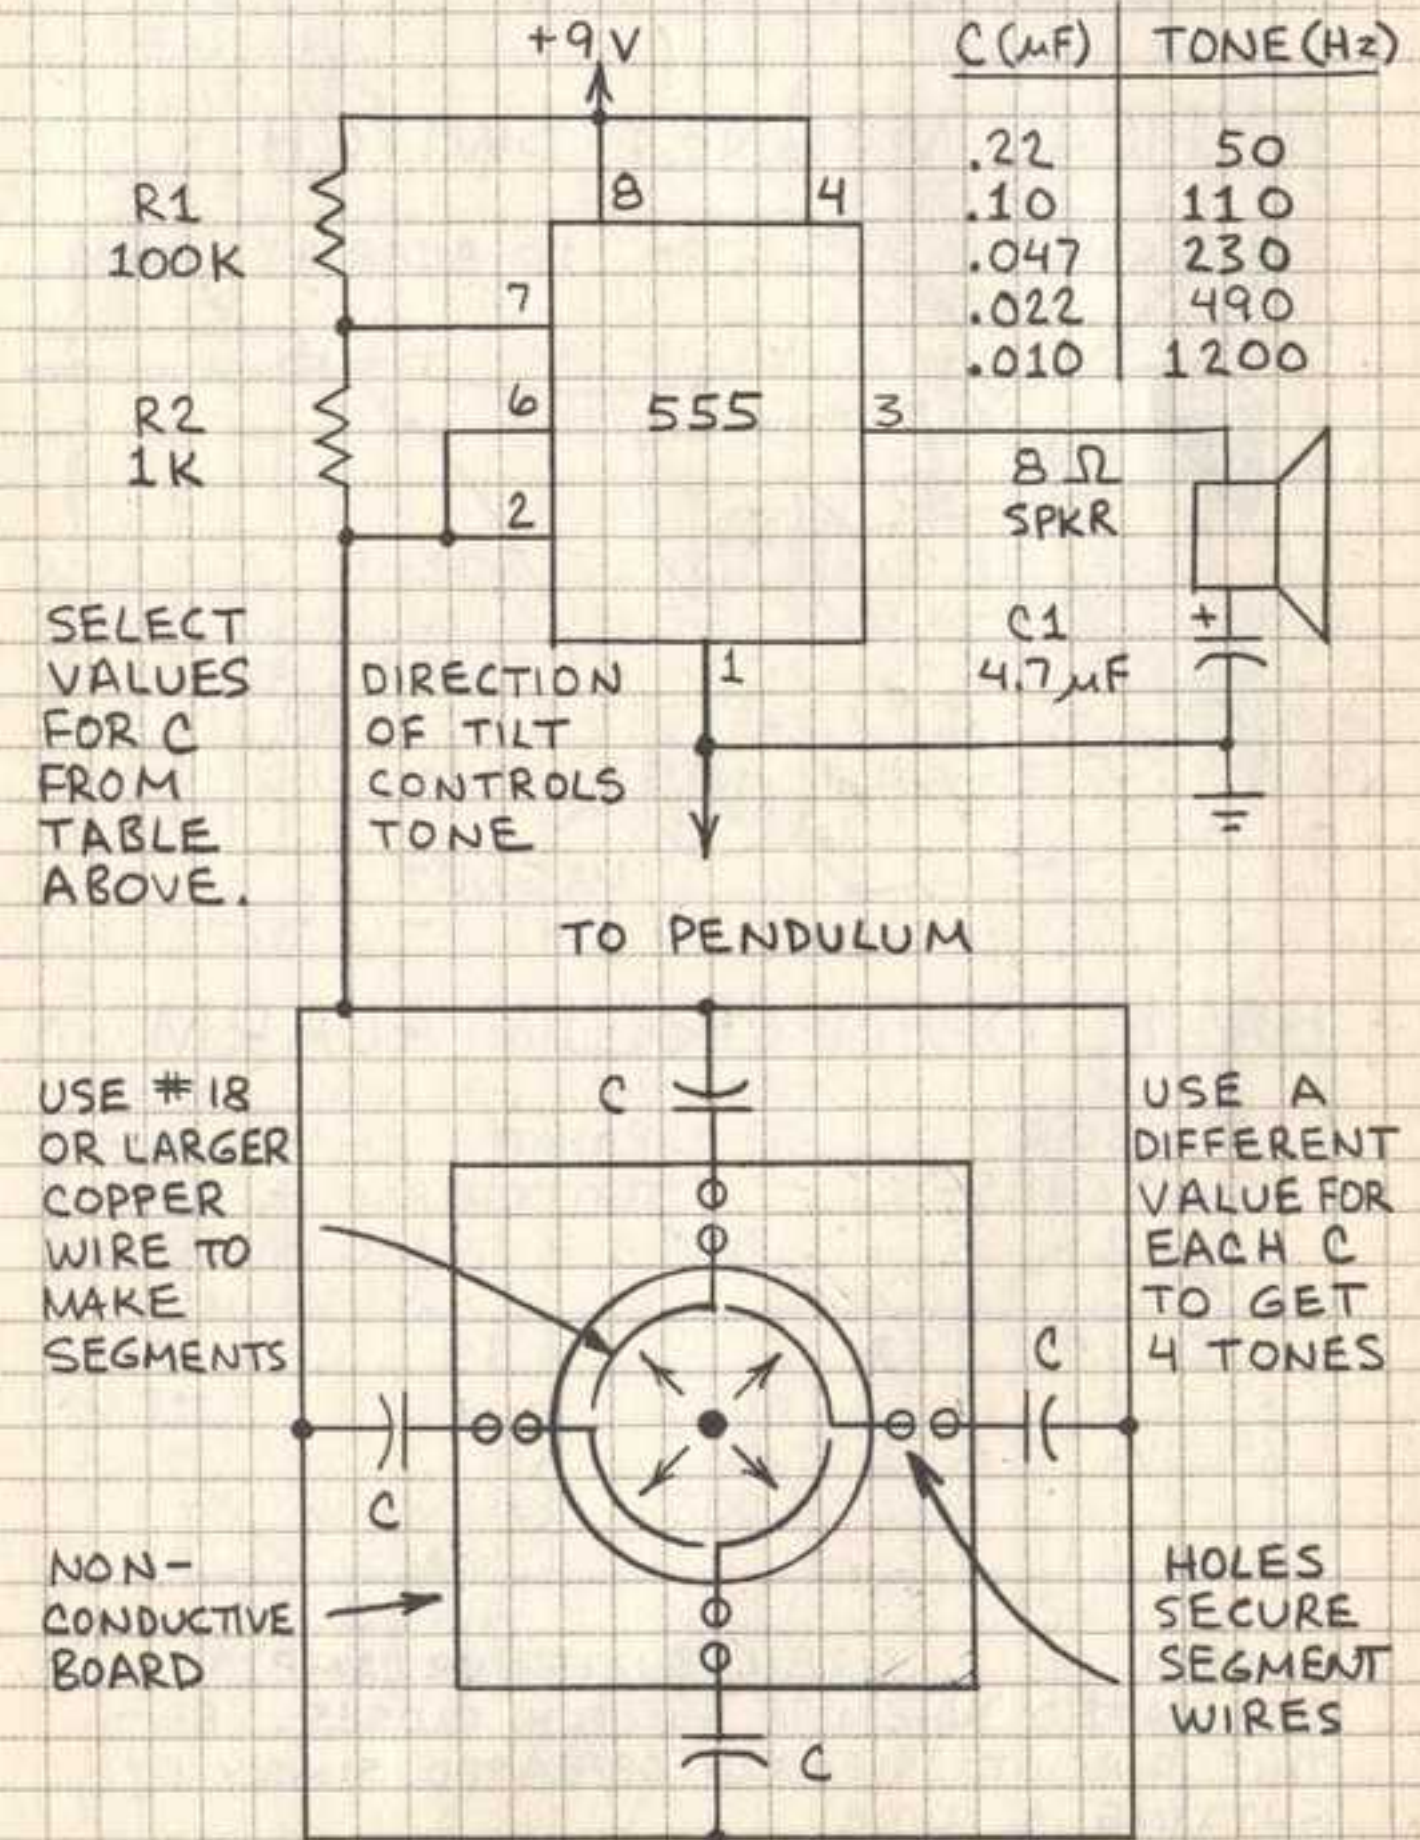 +9V
C (µF) TONE (Hz)
.22 50
.10 110
.047 230
.022 490
.010 1200
R1
100K
8
4
7
R2
1K
6
555
3
2
8 Ω
SPKR
+
C1
4.7 µF
1
SELECT
VALUES
FOR C
FROM
TABLE
ABOVE.
DIRECTION
OF TILT
CONTROLS
TONE
TO PENDULUM
USE #18
OR LARGER
COPPER
WIRE TO
MAKE
SEGMENTS
C
USE A
DIFFERENT
VALUE FOR
EACH C
TO GET
4 TONES
C
C
NON-
CONDUCTIVE
BOARD
HOLES
SECURE
SEGMENT
WIRES
C